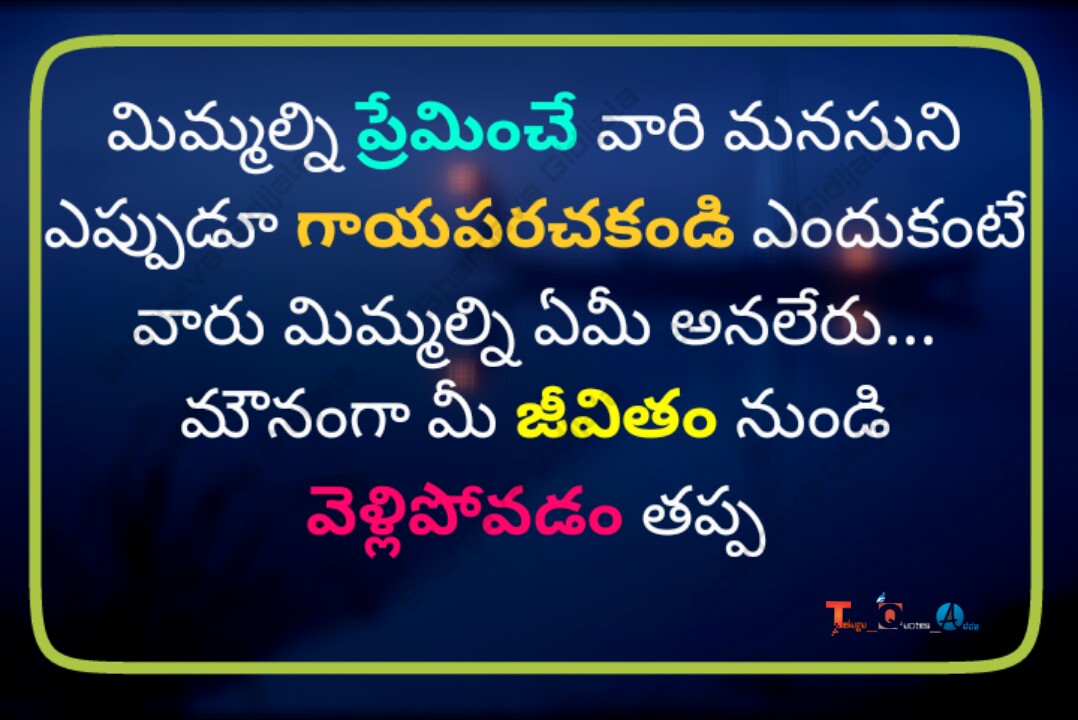 మిమ్మల్ని ప్రేమించే వారి మనసుని
ఎప్పుడూ గాయపరచకండి ఎందుకంటే
వారు మిమ్మల్ని ఏమీ అనలేరు...
మౌనంగా మీ జీవితం నుండి
వెళ్లిపోవడం తప్ప
Telugu_Quotes_Adda